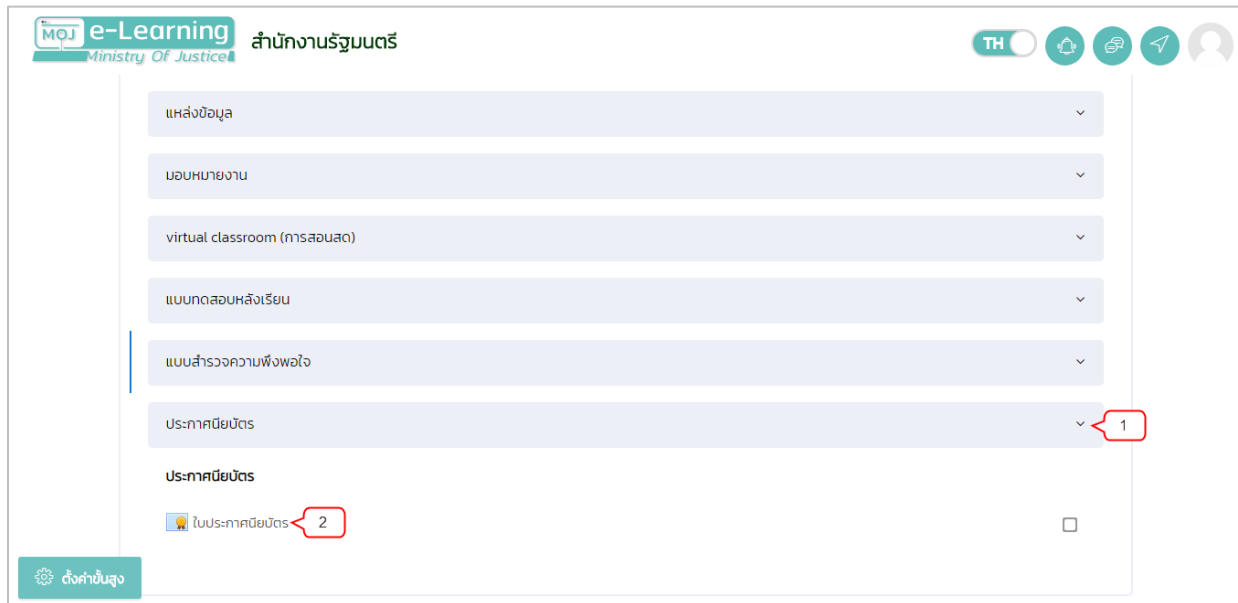 MOJ e-Learning
Ministry Of Justice
สำนักงานรัฐมนตรี
TH
แหล่งข้อมูล
มอบหมายงาน
virtual classroom (การสอนสด)
แบบทดสอบหลังเรียน
แบบสำรวจความพึงพอใจ
ประกาศนียบัตร
1
ประกาศนียบัตร
ใบประกาศนียบัตร
2
ตั้งค่าขั้นสูง